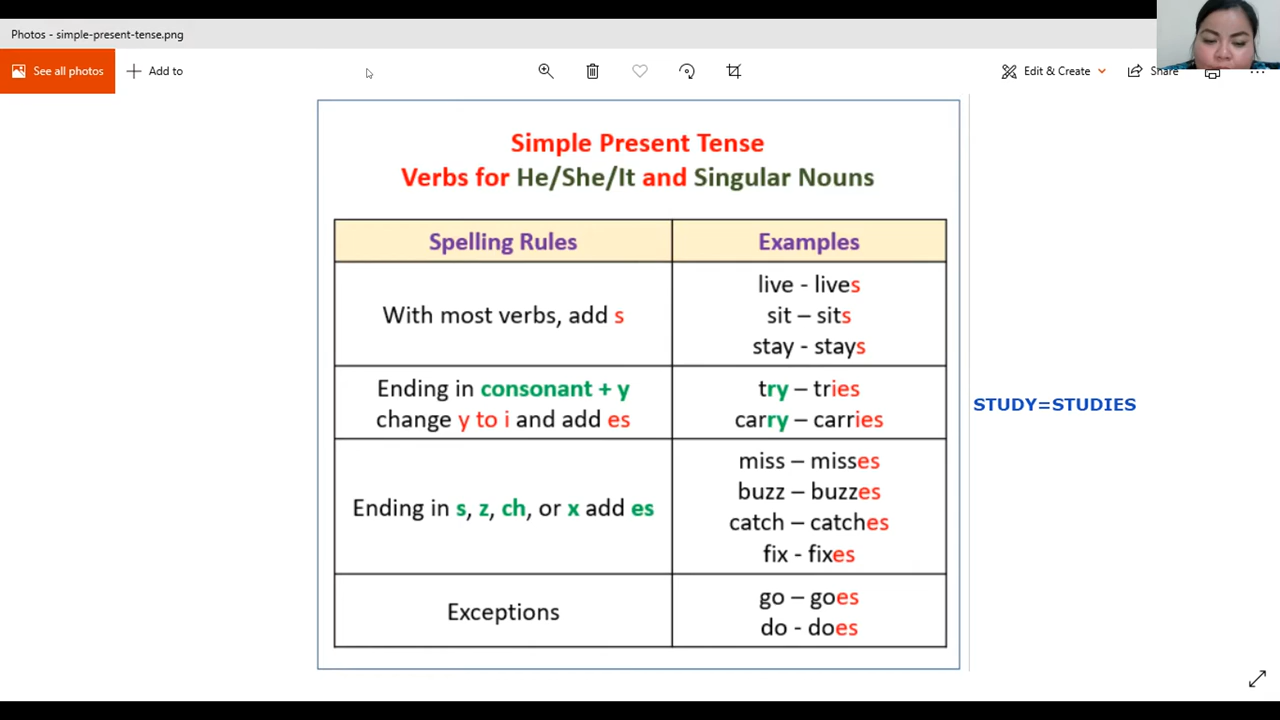 Photos - simple-present-tense.png
See all photos
Add to
Edit & Create
Share
Simple Present Tense
Verbs for He/She/It and Singular Nouns
Spelling Rules
Examples
With most verbs, add s
live - lives
sit – sits
stay - stays
Ending in consonant + y
change y to i and add es
try – tries
carry – carries
STUDY=STUDIES
Ending in s, z, ch, or x add es
miss – misses
buzz – buzzes
catch – catches
fix - fixes
Exceptions
go – goes
do - does